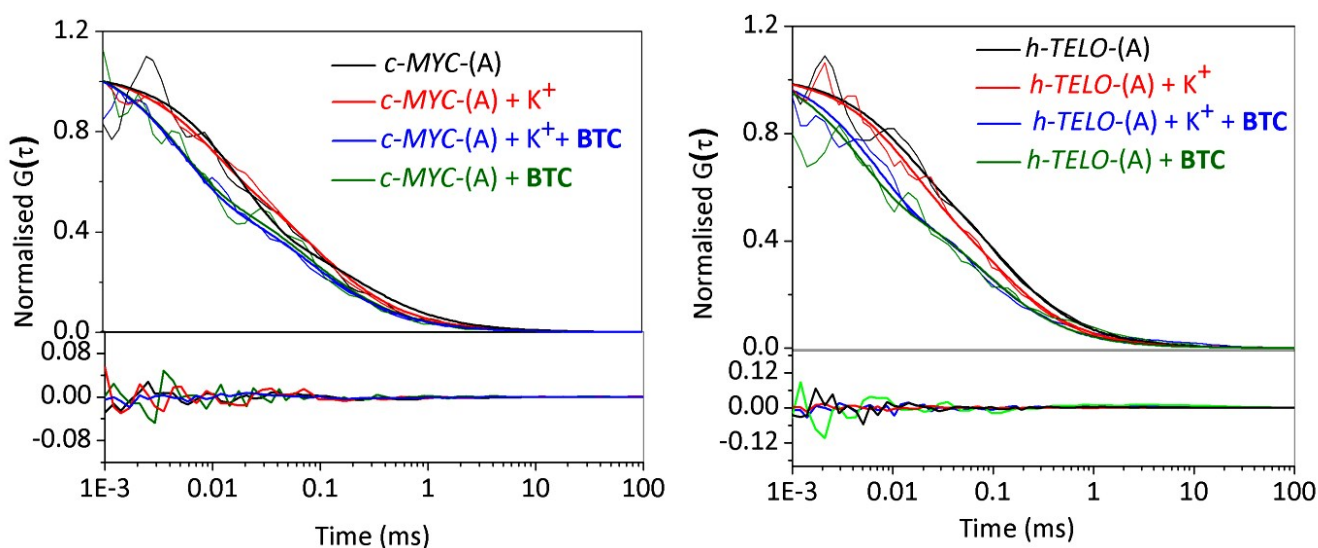 1.2
0.8
0.4
0.0
Normalised G(τ)
c-MYC-(A)
c-MYC-(A) + K+
c-MYC-(A) + K+ + BTC
c-MYC-(A) + BTC
0.08
0.00
-0.08
1E-3 0.01 0.1 1 10 100
Time (ms)
1.2
0.8
0.4
0.0
Normalised G(τ)
h-TELO-(A)
h-TELO-(A) + K+
h-TELO-(A) + K+ + BTC
h-TELO-(A) + BTC
0.12
0.00
-0.12
1E-3 0.01 0.1 1 10 100
Time (ms)